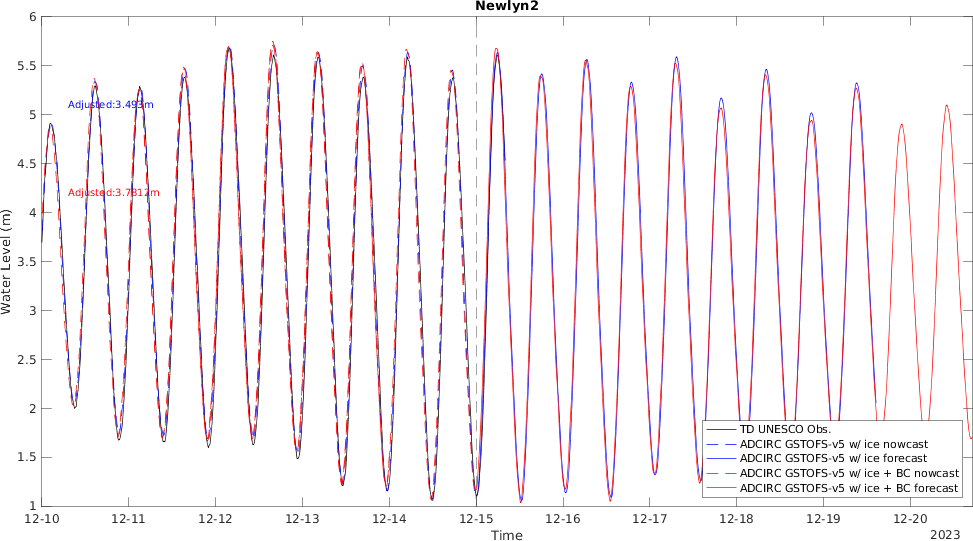 Newlyn2
6
5.5
5
4.5
4
3.5
3
2.5
2
1.5
1
Water Level (m)
Adjusted:3.493m
Adjusted:3.7312m
TD UNESCO Obs.
ADCIRC GSTOFS-v5 w/ ice nowcast
ADCIRC GSTOFS-v5 w/ ice forecast
ADCIRC GSTOFS-v5 w/ ice + BC nowcast
ADCIRC GSTOFS-v5 w/ ice + BC forecast
12-10
12-11
12-12
12-13
12-14
12-15
12-16
12-17
12-18
12-19
12-20
Time
2023